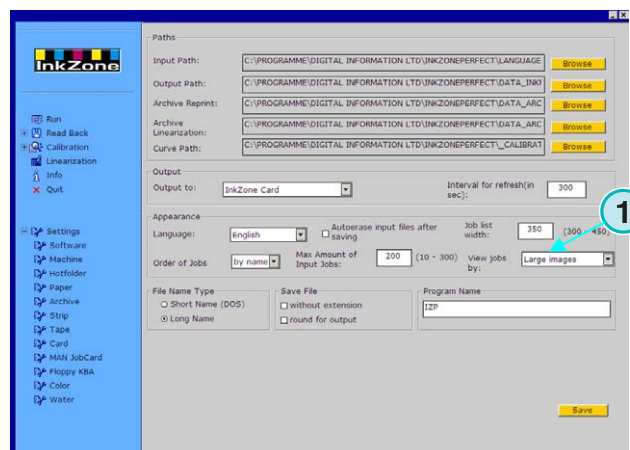 InkZone
Run
Read Back
Calibration
Linearization
Info
Quit
Settings
Software
Machine
Hotfolder
Paper
Archive
Strip
Tape
Card
MAN JobCard
Floppy KBA
Color
Water
Paths
Input Path: C:\PROGRAMME\DIGITAL INFORMATION LTD\INKZONEPERFECT\LANGUAGE Browse
Output Path: C:\PROGRAMME\DIGITAL INFORMATION LTD\INKZONEPERFECT\DATA_INKI Browse
Archive Reprint: C:\PROGRAMME\DIGITAL INFORMATION LTD\INKZONEPERFECT\DATA_ARC Browse
Archive Linearization: C:\PROGRAMME\DIGITAL INFORMATION LTD\INKZONEPERFECT\DATA_ARC Browse
Curve Path: C:\PROGRAMME\DIGITAL INFORMATION LTD\INKZONEPERFECT\_CALIBRAT Browse
Output
Output to: InkZone Card Interval for refresh(in sec): 300
Appearance
Language: English Autoerase input files after saving Job list width: 350 (300 - 450)
1
Order of Jobs by name Max Amount of Input Jobs: 200 (10 - 300) View jobs by: Large images
File Name Type
Short Name (DOS)
Long Name
Save File
without extension
round for output
Program Name
IZP
Save